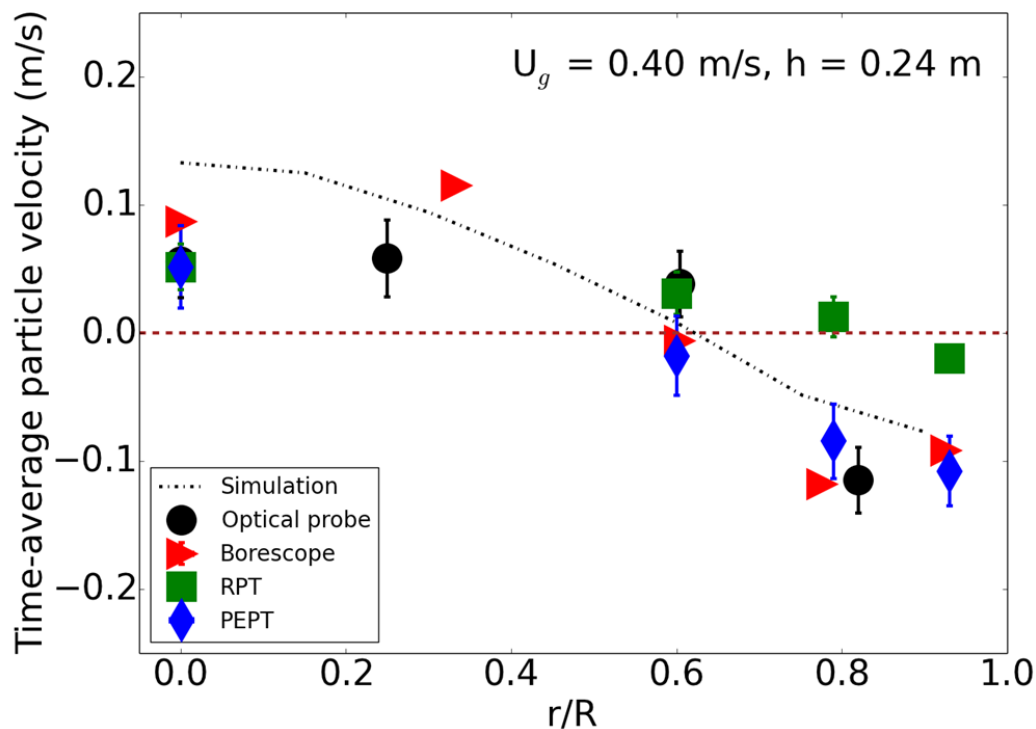 U_g = 0.40 m/s, h = 0.24 m
Time-average particle velocity (m/s)
0.2
0.1
0.0
−0.1
−0.2
Simulation
Optical probe
Borescope
RPT
PEPT
0.0 0.2 0.4 0.6 0.8 1.0
r/R